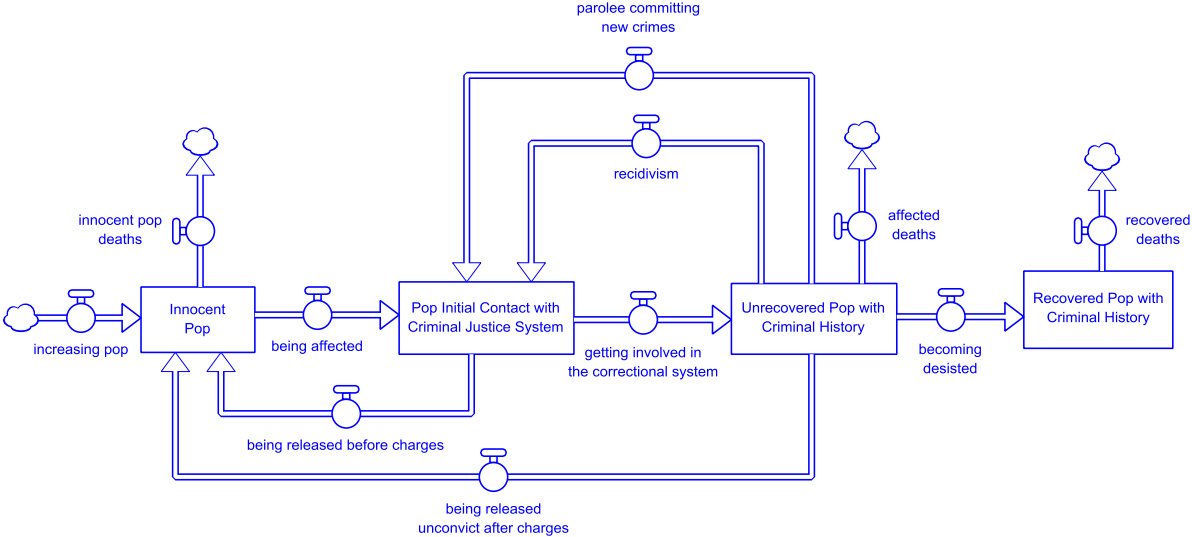 parolee committing
new crimes
recidivism
innocent pop
deaths
affected
deaths
recovered
deaths
Innocent
Pop
Pop Initial Contact with
Criminal Justice System
Unrecovered Pop with
Criminal History
Recovered Pop with
Criminal History
increasing pop
being affected
getting involved in
the correctional system
becoming
desisted
being released before charges
being released
unconvict after charges